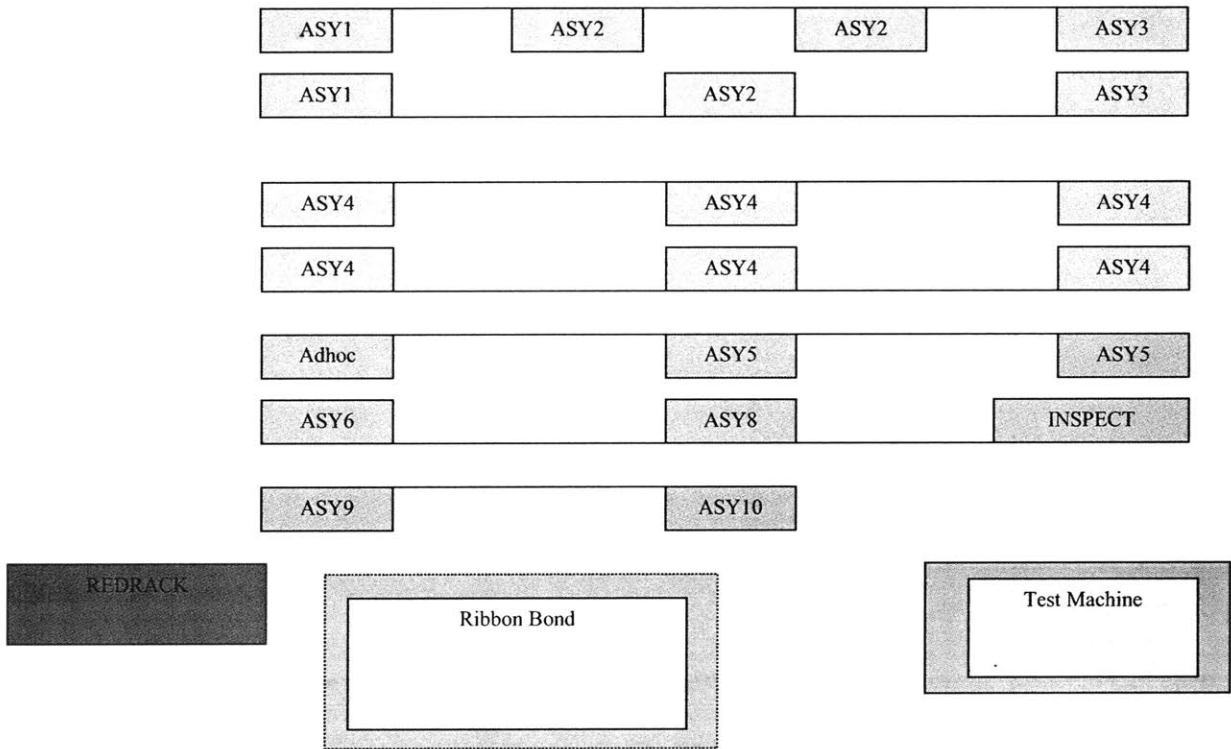 ASY1 ASY2 ASY2 ASY3
ASY1 ASY2 ASY3
ASY4 ASY4 ASY4
ASY4 ASY4 ASY4
Adhoc ASY5 ASY5
ASY6 ASY8 INSPECT
ASY9 ASY10
REDRACK
Ribbon Bond
Test Machine